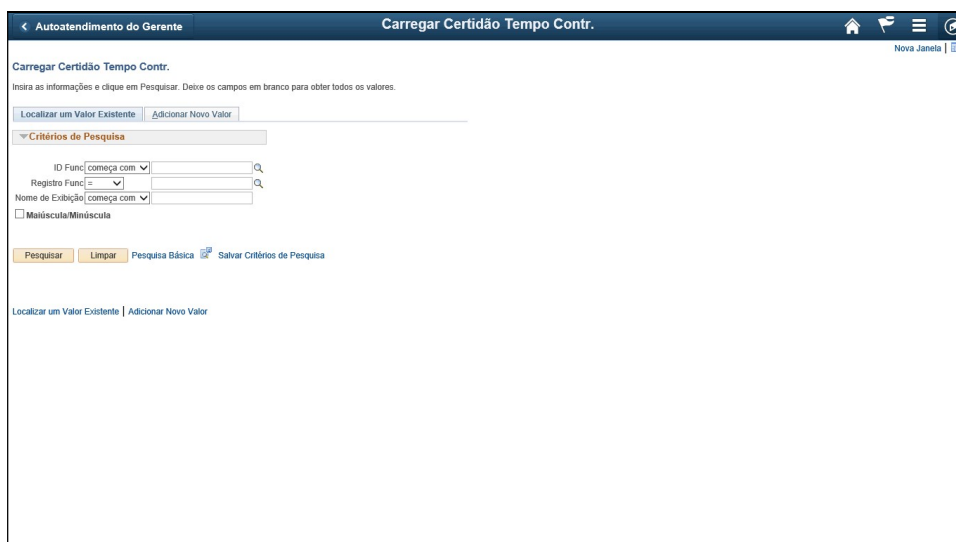 Autoatendimento do Gerente
Carregar Certidão Tempo Contr.
Nova Janela |
Carregar Certidão Tempo Contr.
Insira as informações e clique em Pesquisar. Deixe os campos em branco para obter todos os valores.
Localizar um Valor Existente Adicionar Novo Valor
Critérios de Pesquisa
ID Func começa com
Registro Func =
Nome de Exibição começa com
Maiúscula/Minúscula
Pesquisar Limpar Pesquisa Básica Salvar Critérios de Pesquisa
Localizar um Valor Existente | Adicionar Novo Valor